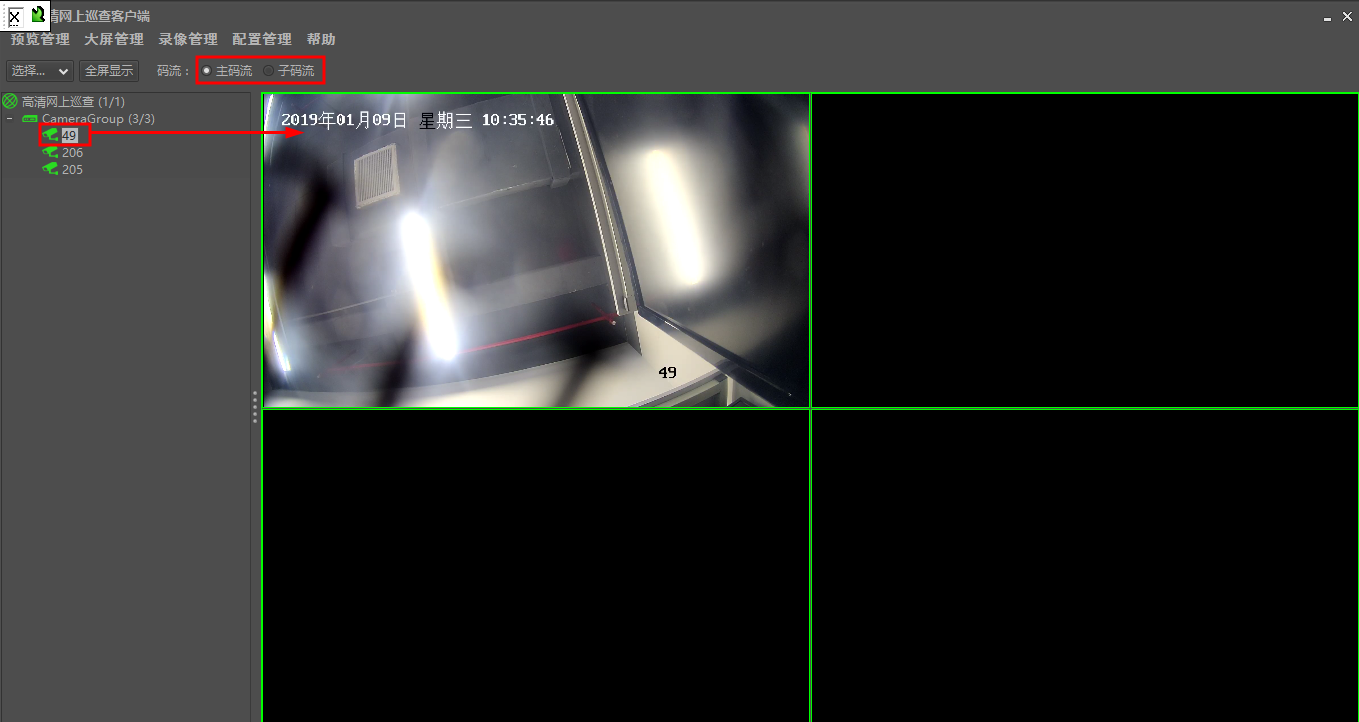 清网上巡查客户端
预览管理 大屏管理 录像管理 配置管理 帮助
选择... 全屏显示 码流： 主码流 子码流
高清网上巡查 (1/1)
CameraGroup (3/3)
49
206
205
2019年01月09日 星期三 10:35:46
49